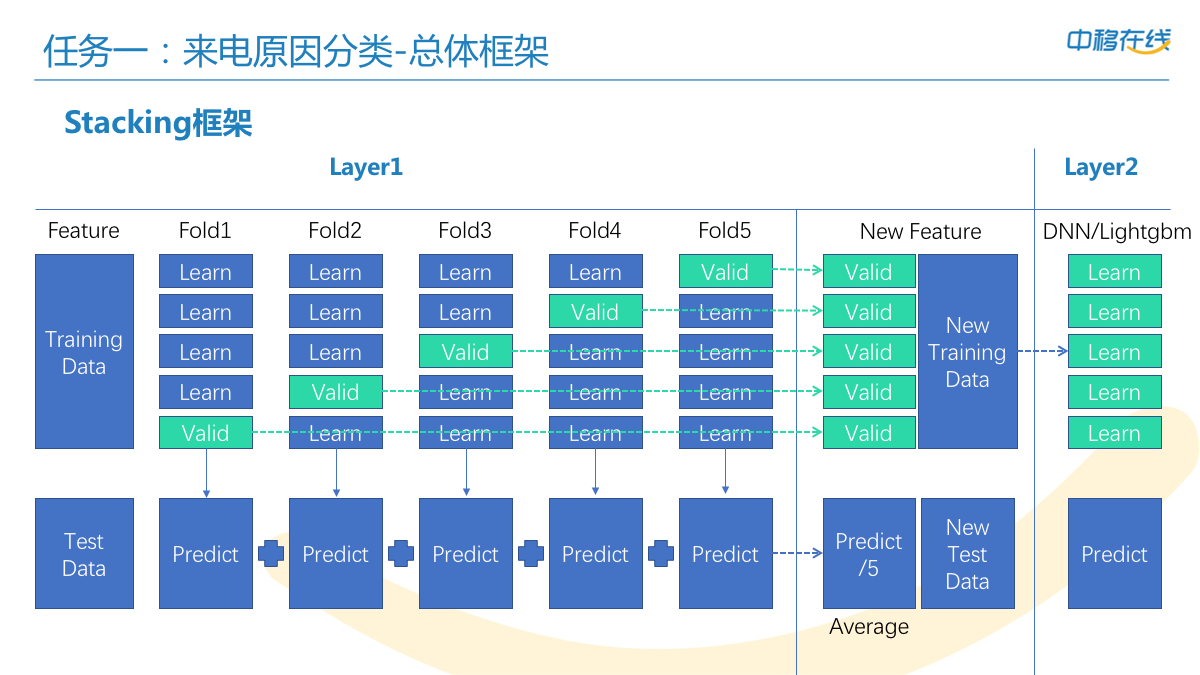 任务一：来电原因分类-总体框架
中移在线
Stacking框架
Layer1
Layer2
Feature Fold1 Fold2 Fold3 Fold4 Fold5 New Feature DNN/Lightgbm
Learn Learn Learn Learn Valid Valid Learn
Learn Learn Learn Valid Learn Valid Learn
Training
Data
Learn Learn Valid Learn Learn Valid Learn
New
Training
Data
Learn Valid Learn Learn Learn Valid Learn
Valid Learn Learn Learn Learn Valid Learn
Test
Data
Predict Predict Predict Predict Predict
Predict
/5
New
Test
Data
Predict
Average